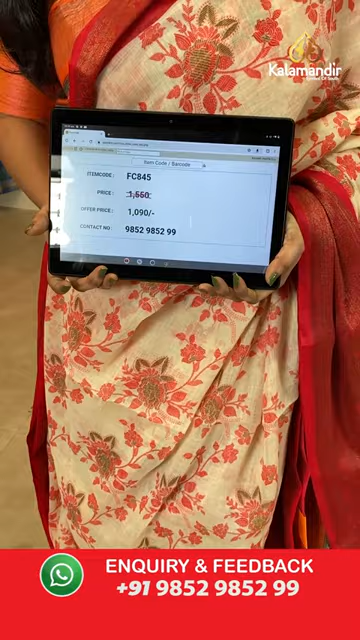 Kalamandir
Item Code / Barcode
ITEMCODE : FC845
PRICE : 1,550
OFFER PRICE : 1,090/-
CONTACT NO : 9852 9852 99
ENQUIRY & FEEDBACK
+91 9852 9852 99